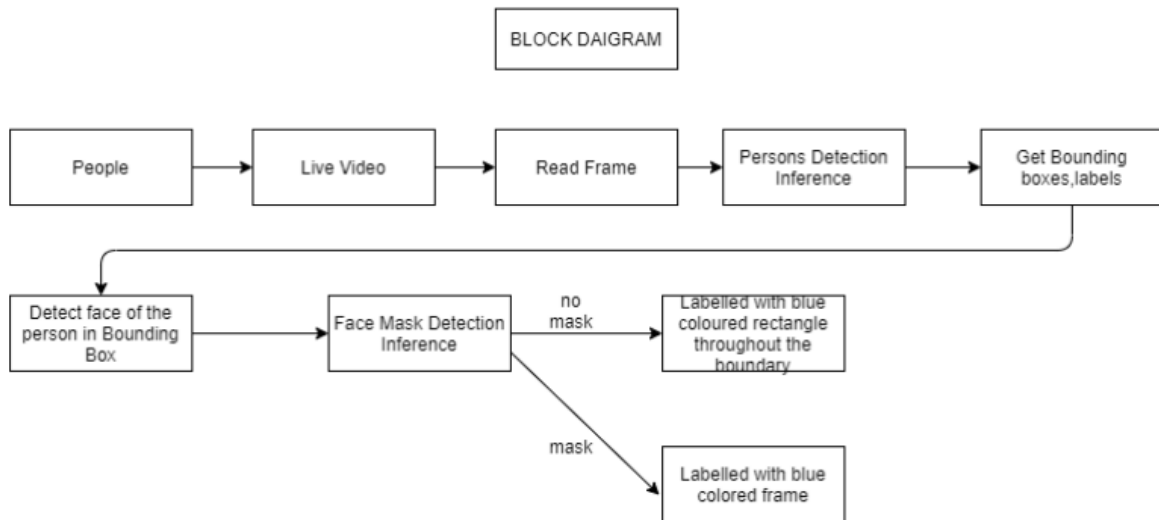 BLOCK DAIGRAM
People
Live Video
Read Frame
Persons Detection
Inference
Get Bounding
boxes,labels
Detect face of the
person in Bounding
Box
Face Mask Detection
Inference
no
mask
Labelled with blue
coloured rectangle
throughout the
boundary
mask
Labelled with blue
colored frame